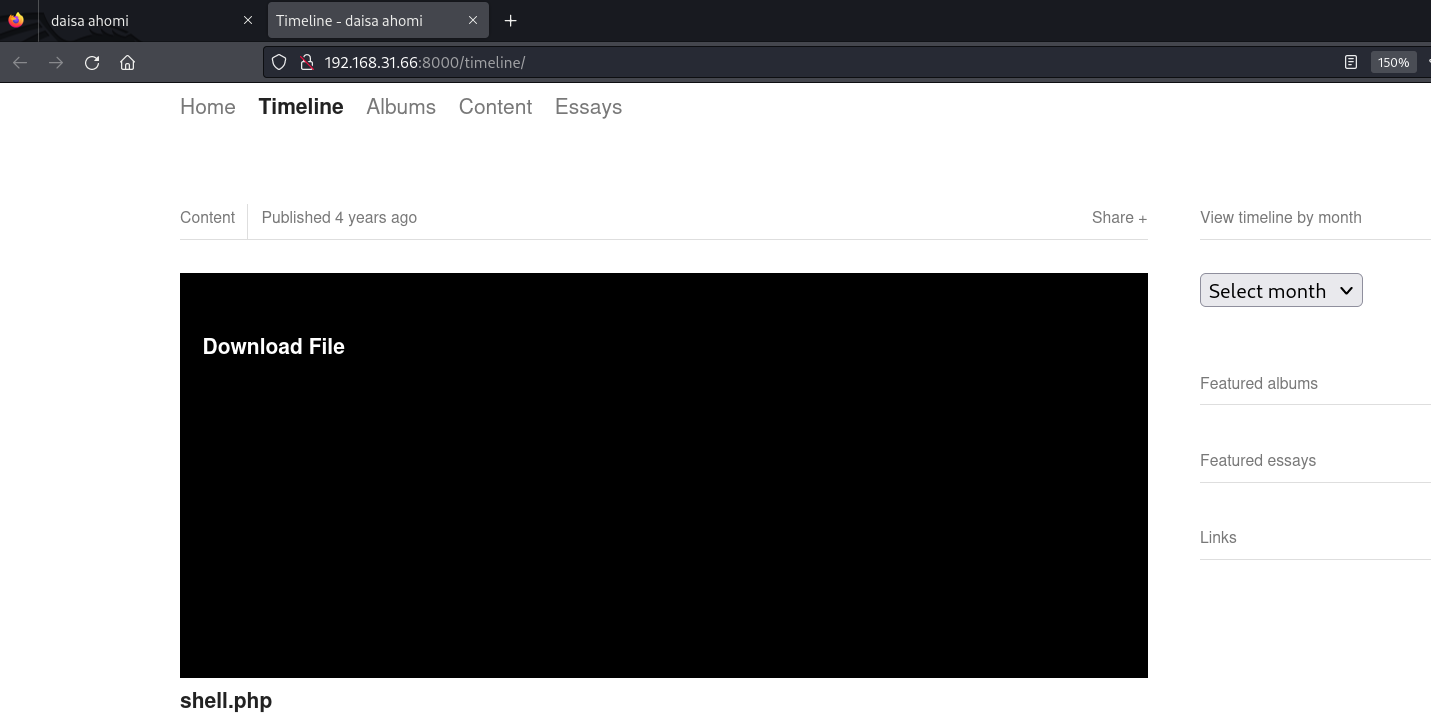 daisa ahomi
Timeline - daisa ahomi
192.168.31.66:8000/timeline/
150%
Home Timeline Albums Content Essays
Content Published 4 years ago Share +
Download File
shell.php
View timeline by month
Select month
Featured albums
Featured essays
Links